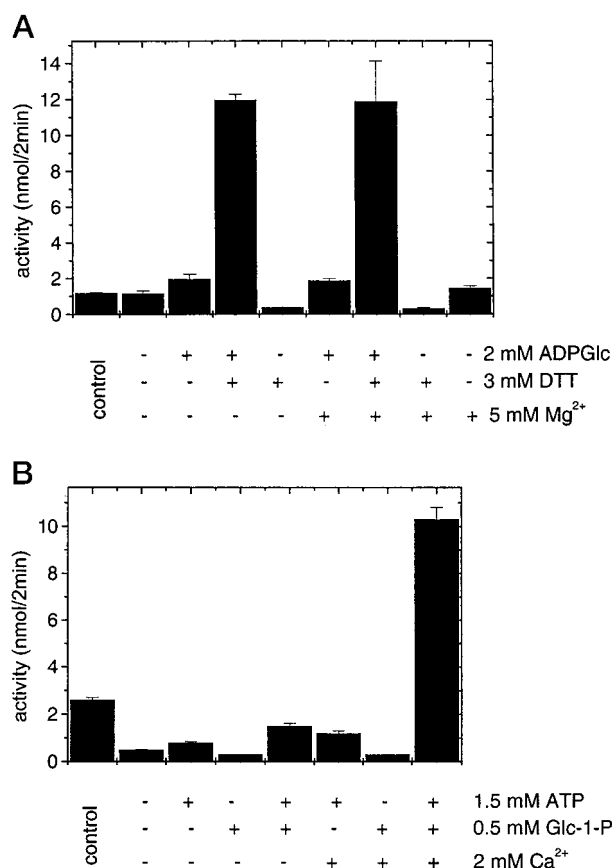 A
activity (nmol/2min)
14
12
10
8
6
4
2
0
control
- + + - + + - - 2 mM ADPGlc
- - + + - + + - 3 mM DTT
- - - - + + + + 5 mM Mg2+
B
activity (nmol/2min)
10
8
6
4
2
0
control
- + - + + - + 1.5 mM ATP
- - + + - + + 0.5 mM Glc-1-P
- - - - + + + 2 mM Ca2+